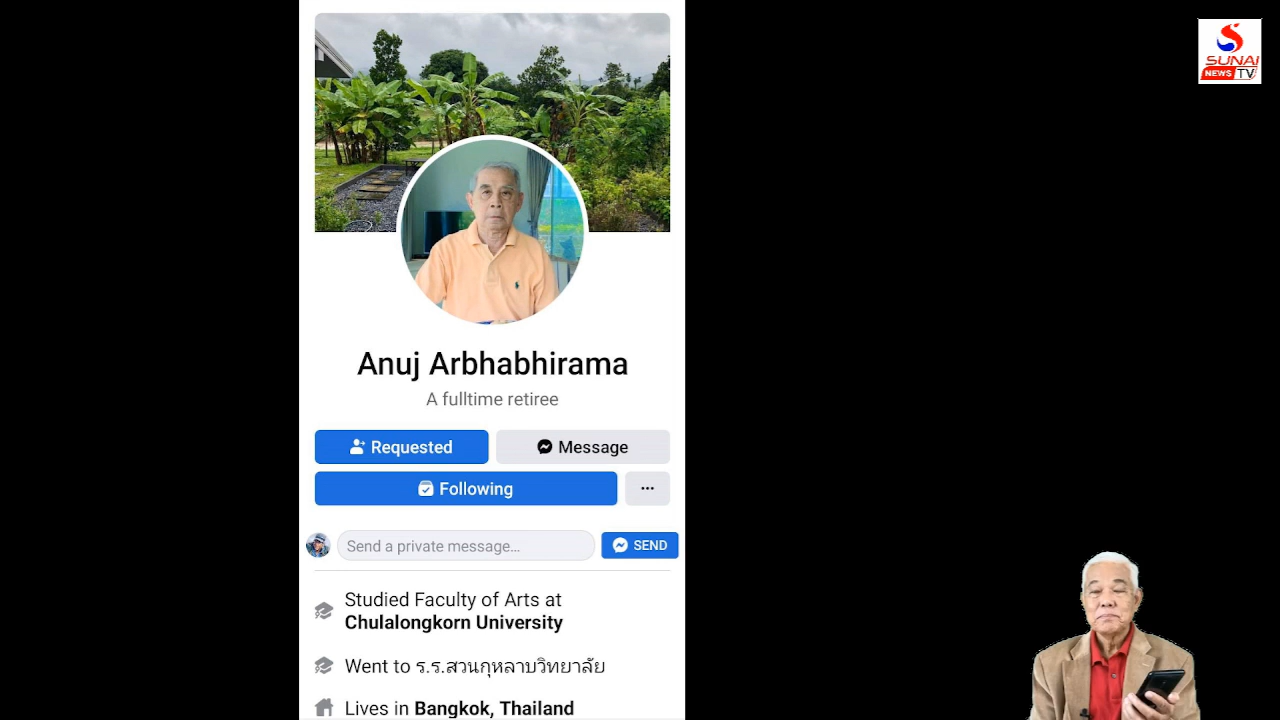 SUNAI
NEWS TV
Anuj Arbhabhirama
A fulltime retiree
Requested
Message
Following
Send a private message...
SEND
Studied Faculty of Arts at
Chulalongkorn University
Went to ร.ร.สวนกุหลาบวิทยาลัย
Lives in Bangkok, Thailand